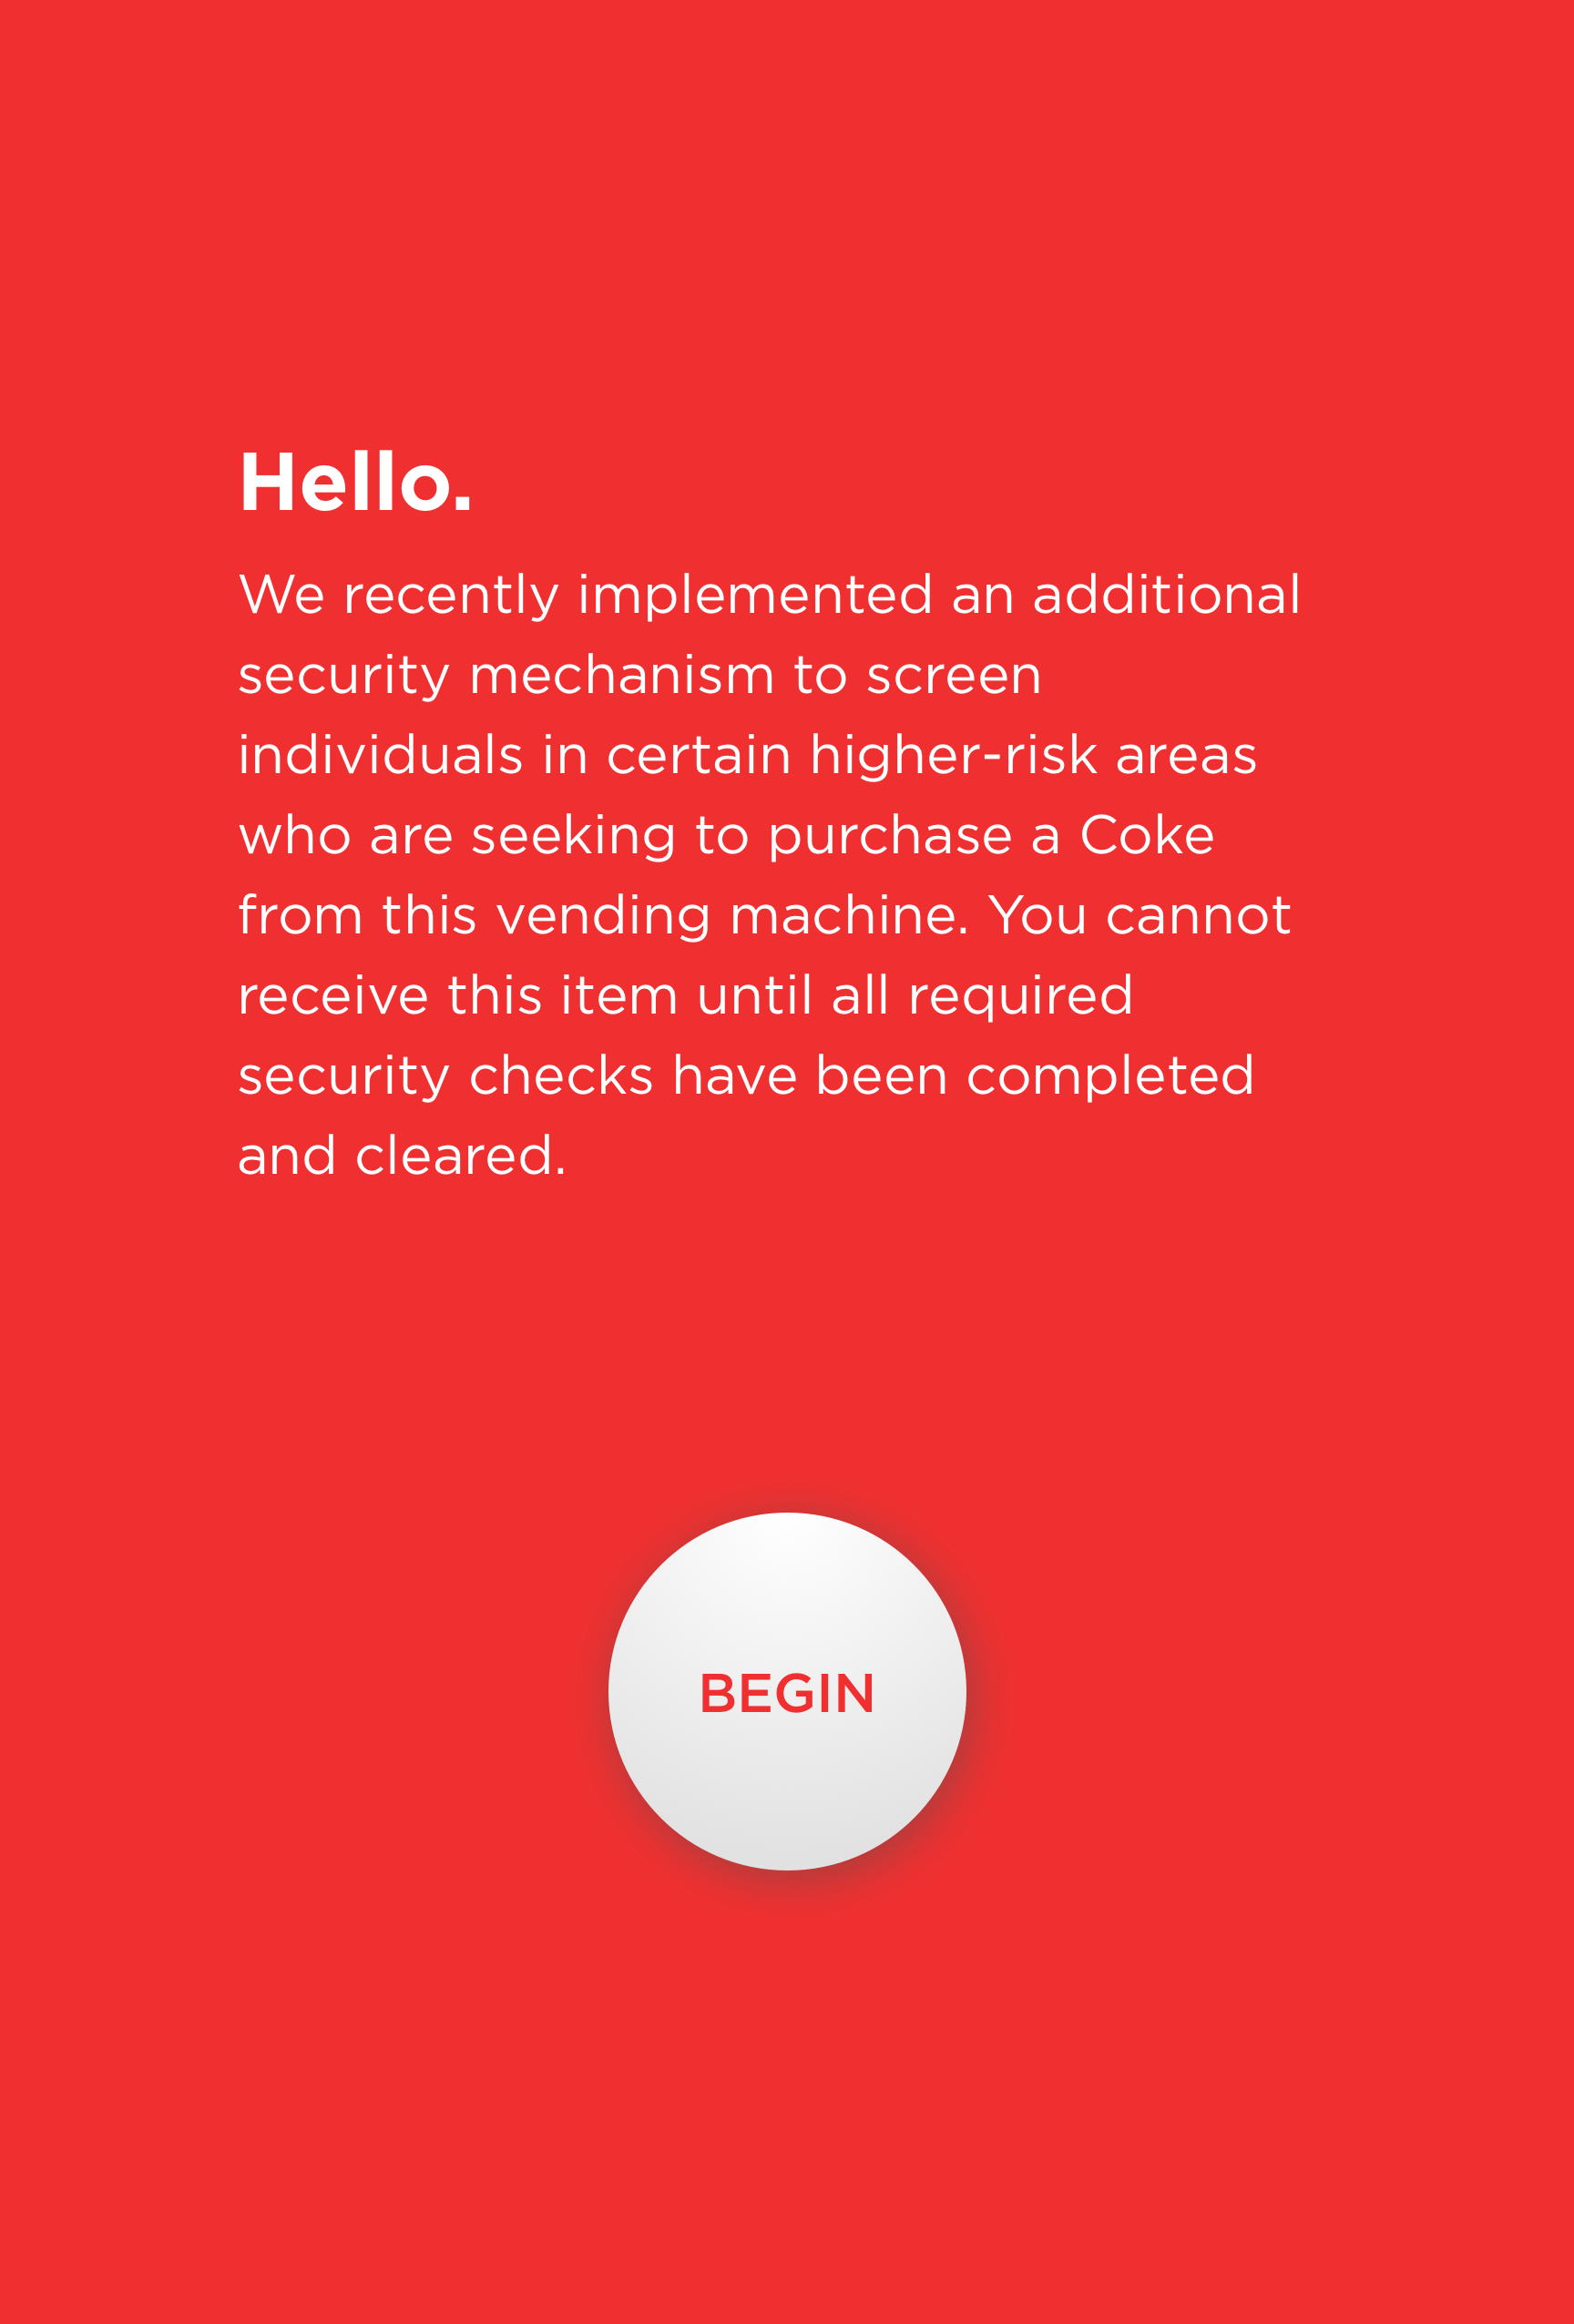 Hello.
We recently implemented an additional
security mechanism to screen
individuals in certain higher-risk areas
who are seeking to purchase a Coke
from this vending machine. You cannot
receive this item until all required
security checks have been completed
and cleared.
BEGIN